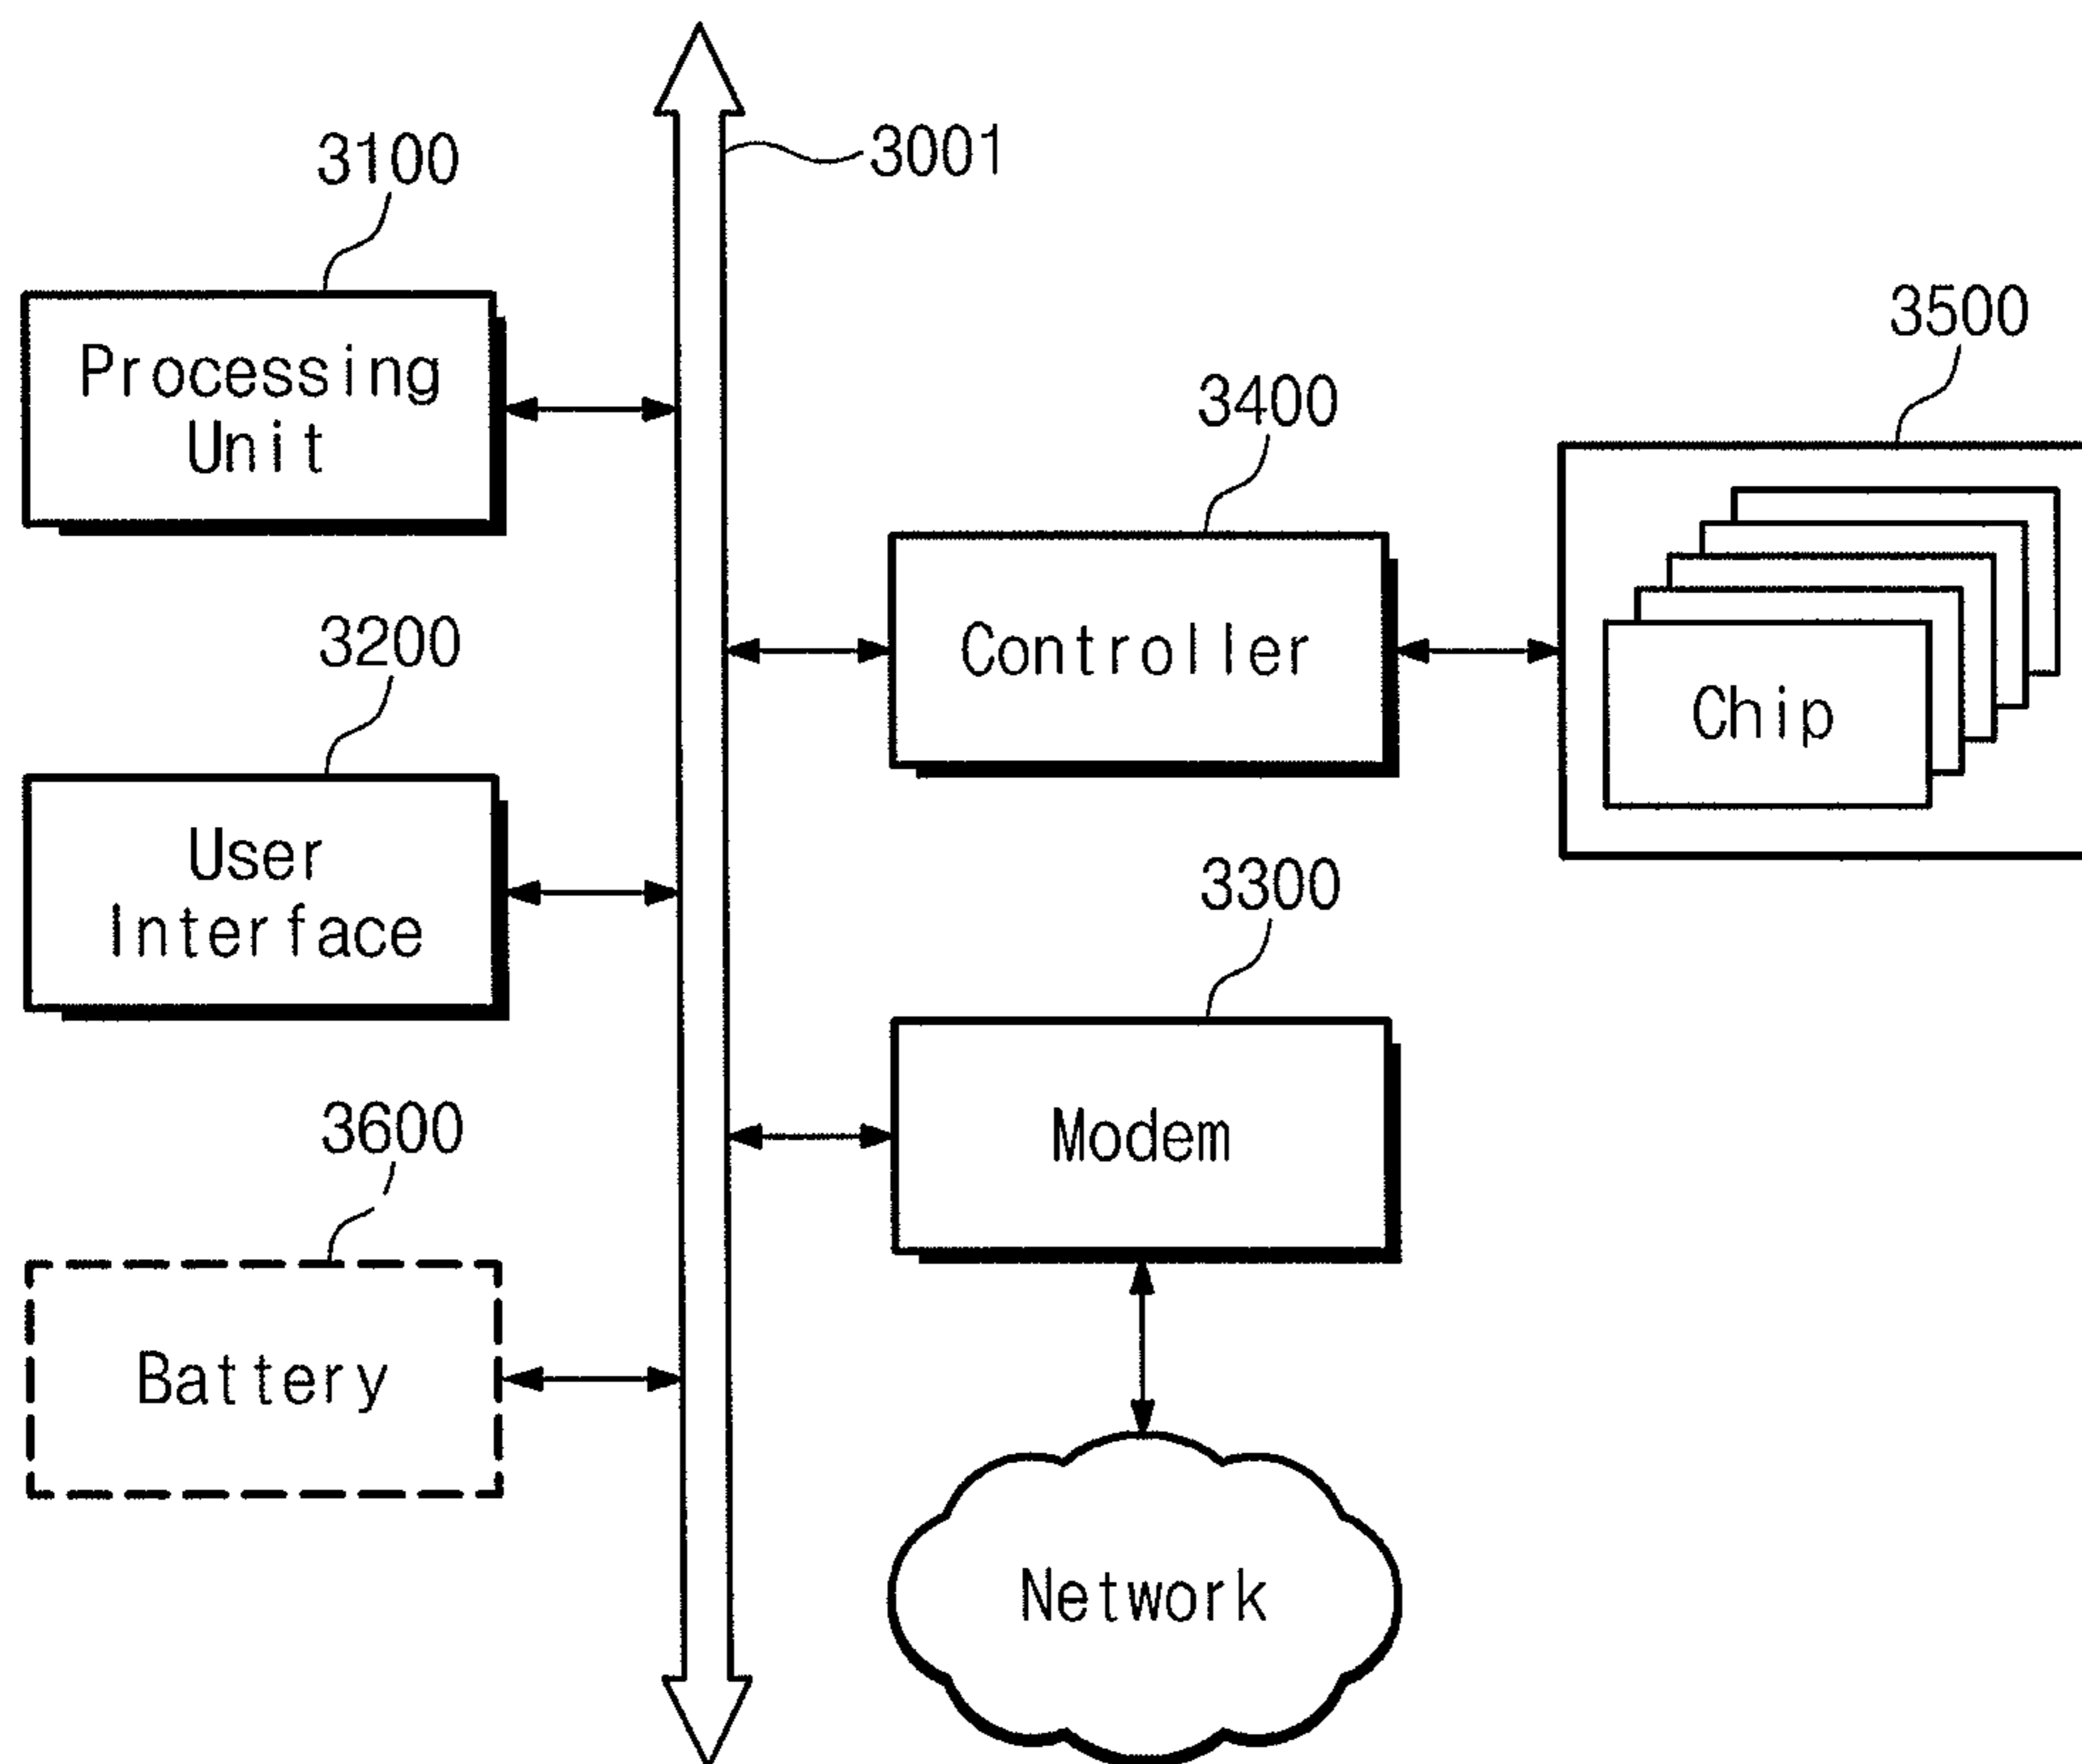 3001
3100
Processing
Unit
3500
3400
Controller
Chip
3200
User
Interface
3300
Modem
3600
Battery
Network